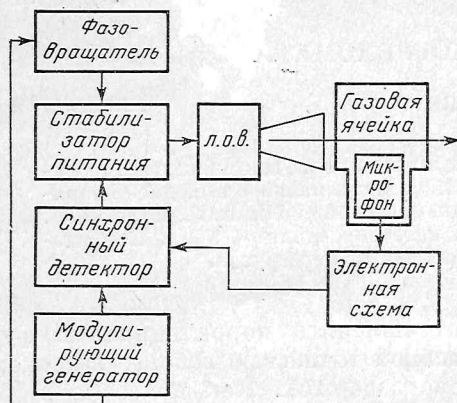 Фазо-
вращатель
Стабили-
затор
питания
л.о.в.
Газовая
ячейка
Мик-
ро-
фон
Синхрон-
ный
детектор
Электрон-
ная
схема
Модули-
рующий
генератор